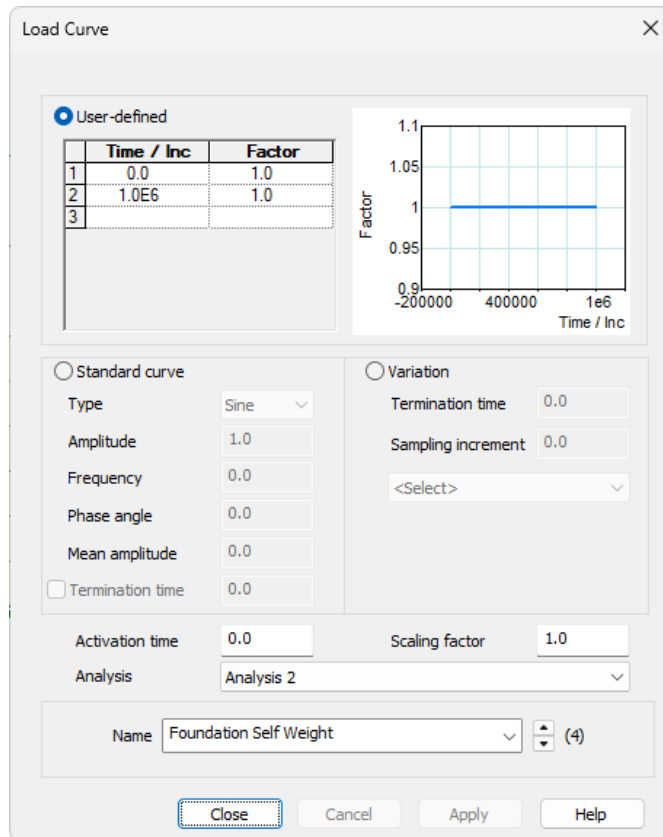 Load Curve
User-defined
Time / Inc Factor
1 0.0 1.0
2 1.0E6 1.0
3
1.1
1.05
1
0.95
0.9
Factor
-200000 400000 1e6
Time / Inc
Standard curve
Type Sine
Amplitude 1.0
Frequency 0.0
Phase angle 0.0
Mean amplitude 0.0
Termination time 0.0
Variation
Termination time 0.0
Sampling increment 0.0
<Select>
Activation time 0.0 Scaling factor 1.0
Analysis Analysis 2
Name Foundation Self Weight (4)
Close Cancel Apply Help